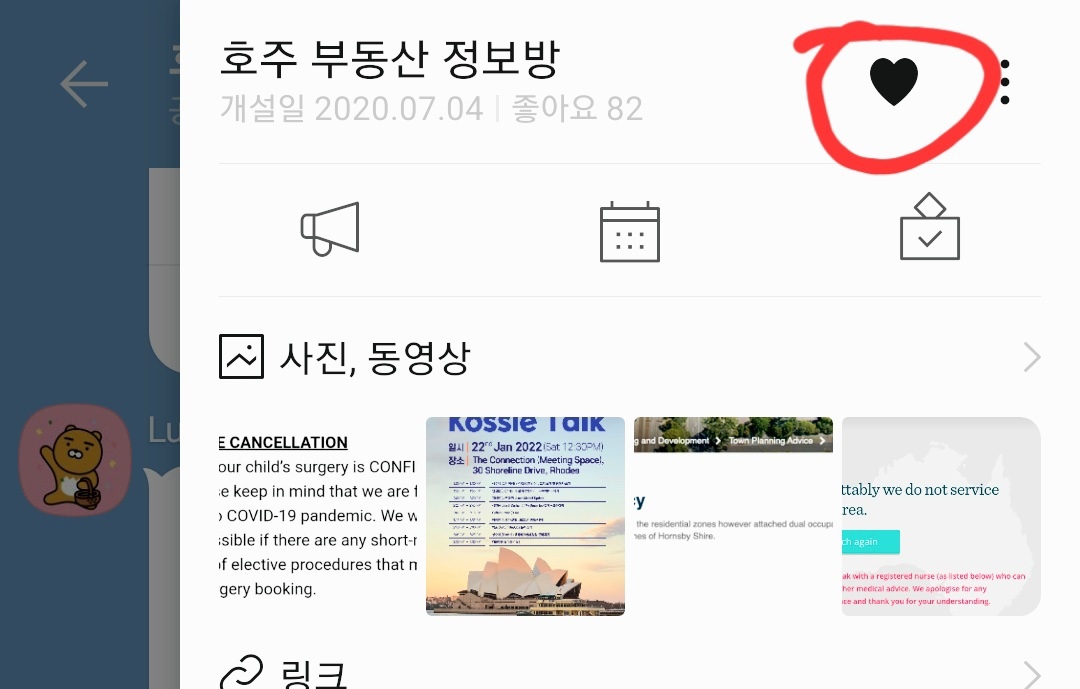 호주 부동산 정보방
개설일 2020.07.04 | 좋아요 82
사진, 동영상
Lu
E CANCELLATION
our child's surgery is CONFI
se keep in mind that we are f
COVID-19 pandemic. We w
ssible if there are any short-r
of elective procedures that m
gery booking.
Kossie Talk
일시 | 22nd Jan 2022 (Sat 12:30PM)
장소 | The Connection (Meeting Space),
30 Shoreline Drive, Rhodes
g and Development > Town Planning Advice >
y
the residential zones however attached dual occupa
nes of Hornsby Shire.
ttably we do not service
rea.
ch again
ak with a registered nurse (as listed below) who can
her medical advice. We apologise for any
ce and thank you for your understanding.
링크